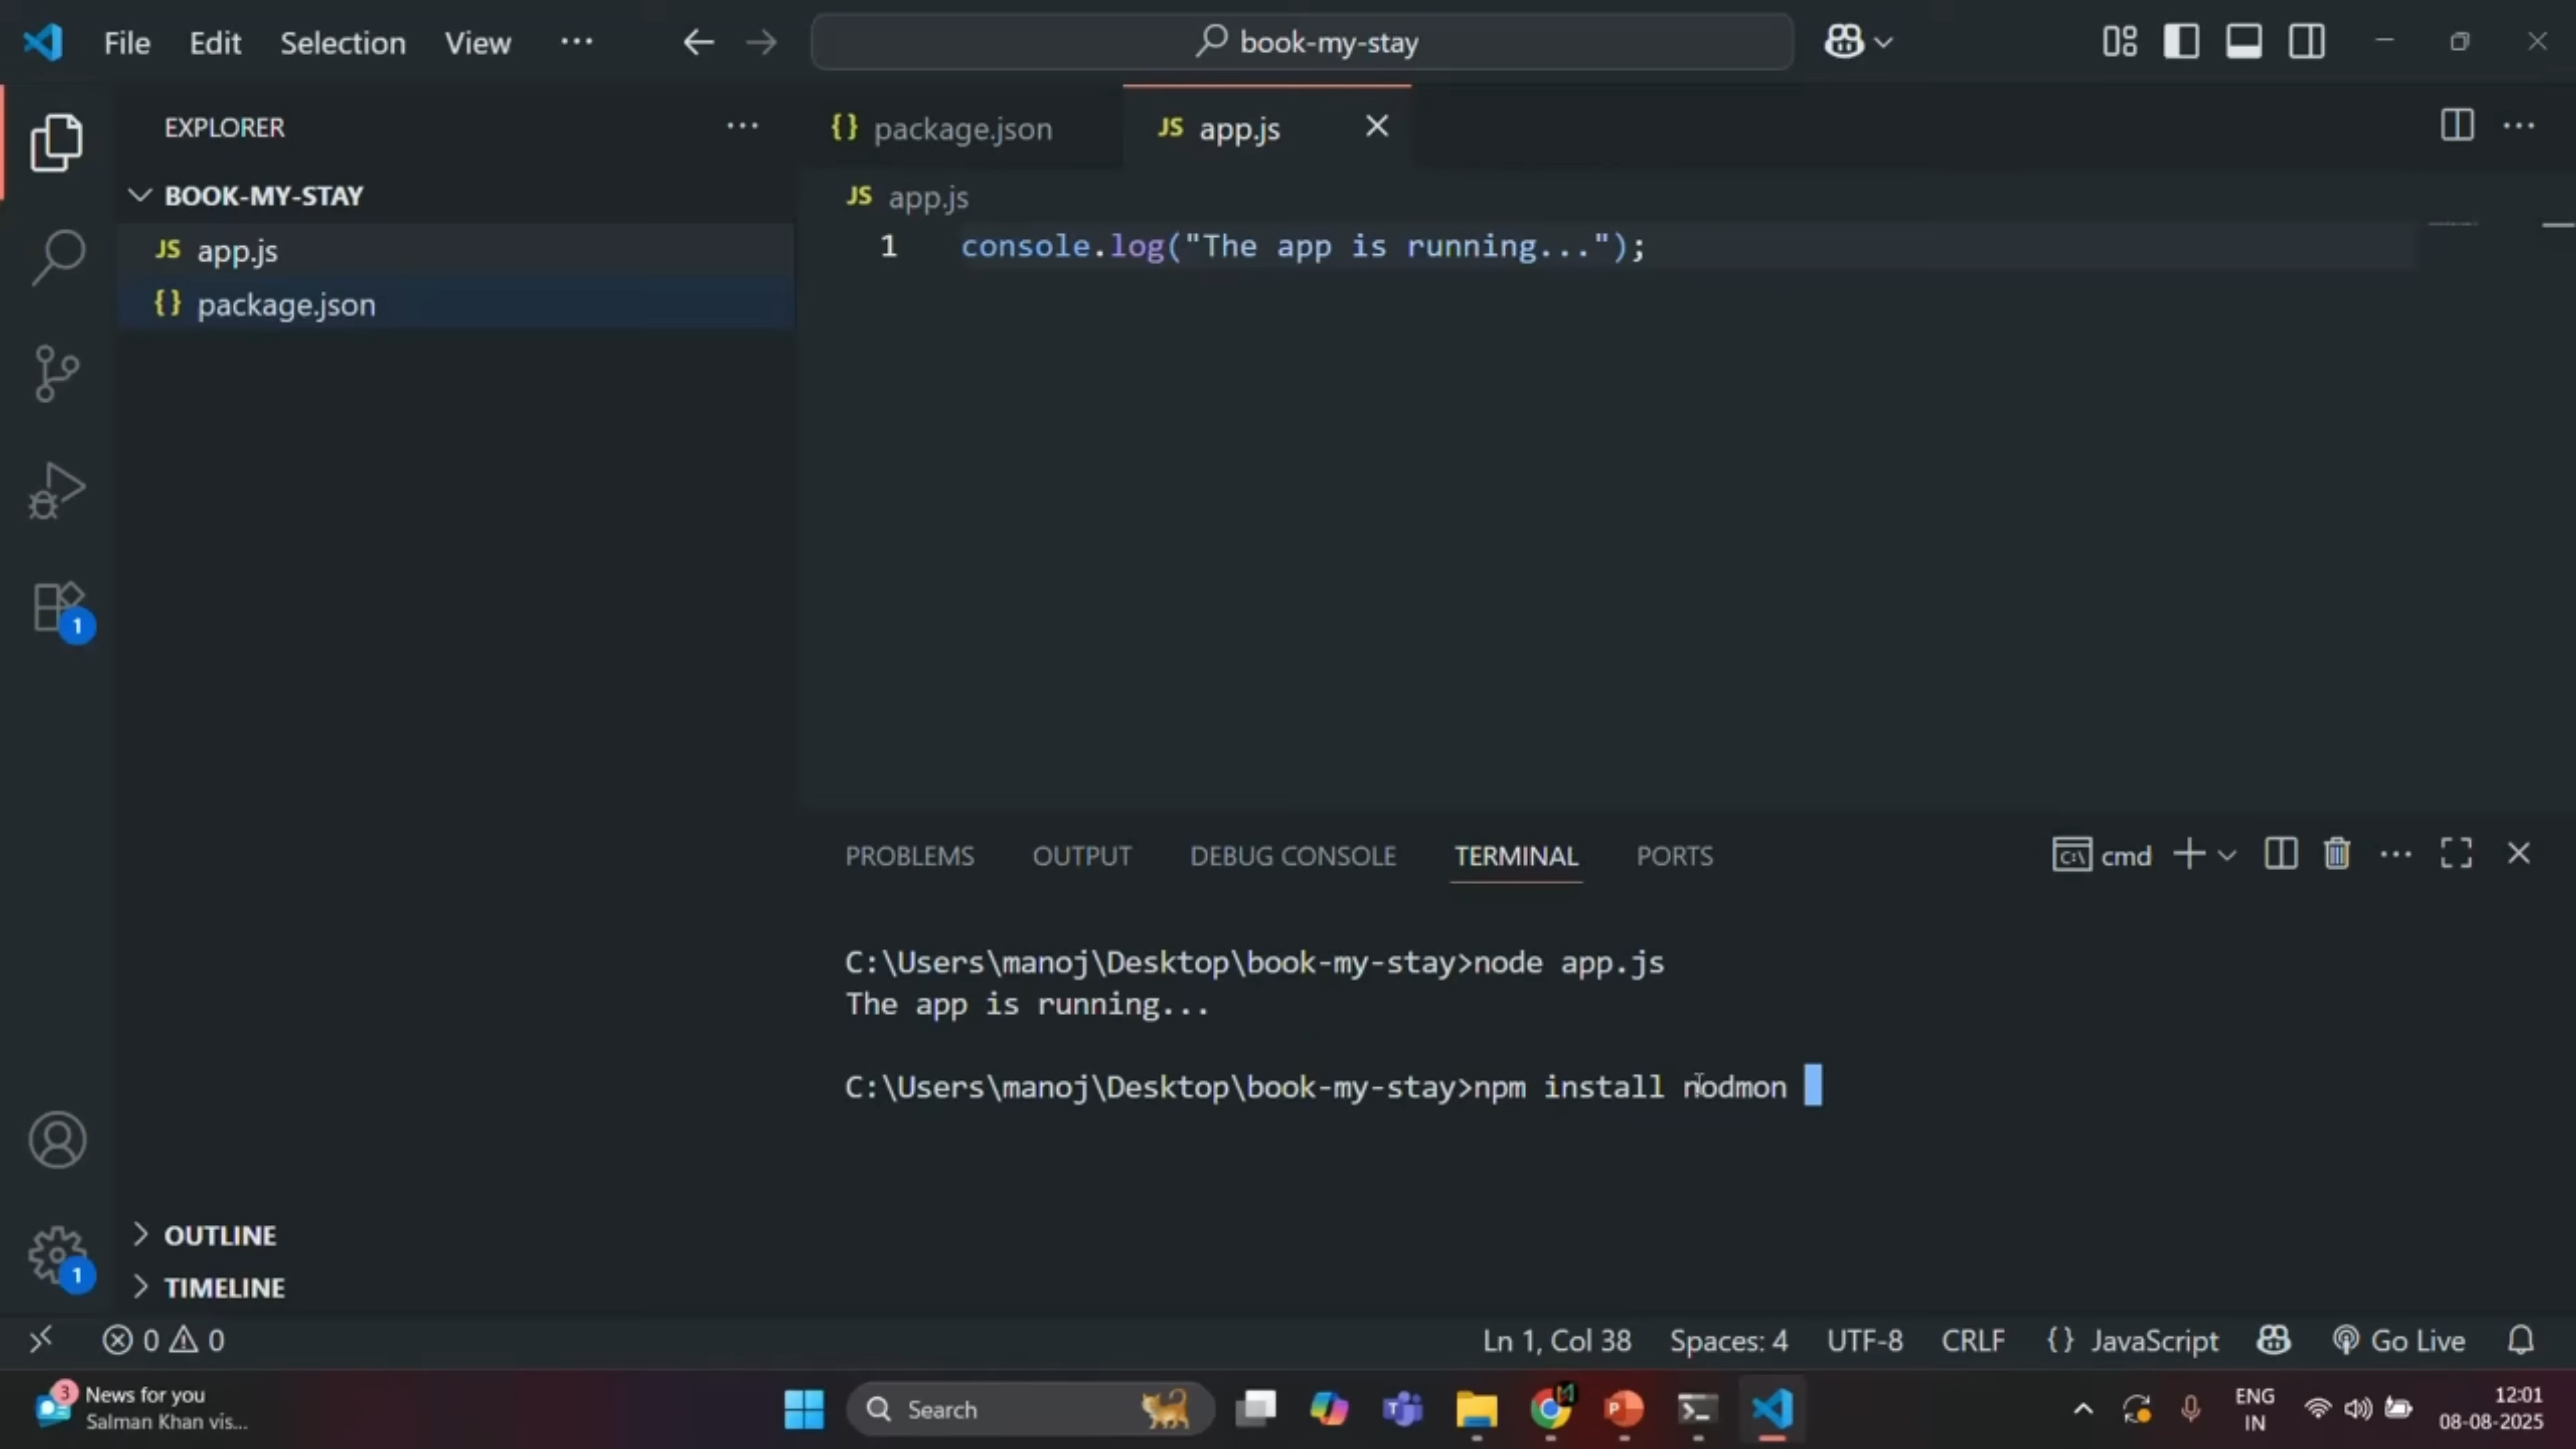 File Edit Selection View ... book-my-stay
EXPLORER ...
BOOK-MY-STAY
JS app.js
{} package.json
{} package.json JS app.js
JS app.js
1 console.log("The app is running...");
PROBLEMS OUTPUT DEBUG CONSOLE TERMINAL PORTS
cmd
C:\Users\manoj\Desktop\book-my-stay>node app.js
The app is running...
C:\Users\manoj\Desktop\book-my-stay>npm install nodmon
1
OUTLINE
TIMELINE
1
0 0
Ln 1, Col 38 Spaces: 4 UTF-8 CRLF {} JavaScript Go Live
3
News for you
Salman Khan vis...
Search
ENG
IN
12:01
08-08-2025